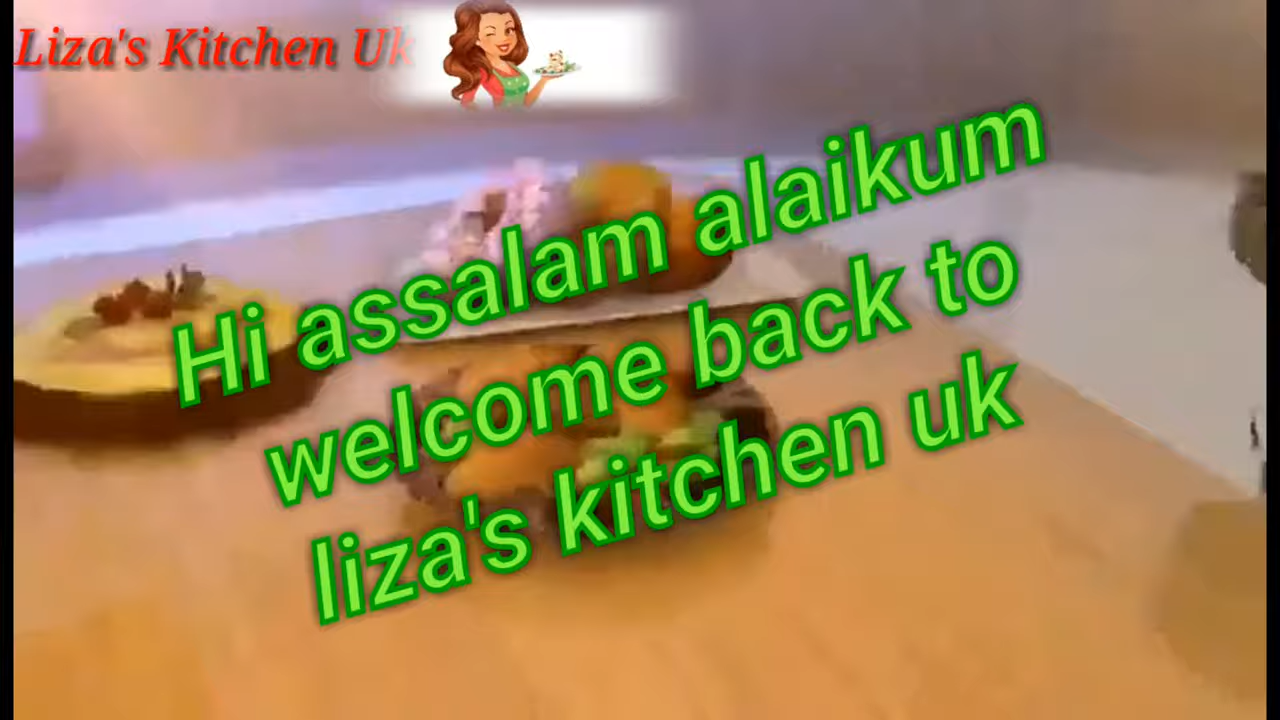 Liza's Kitchen Uk
Hi assalam alaikum
welcome back to
liza's kitchen uk